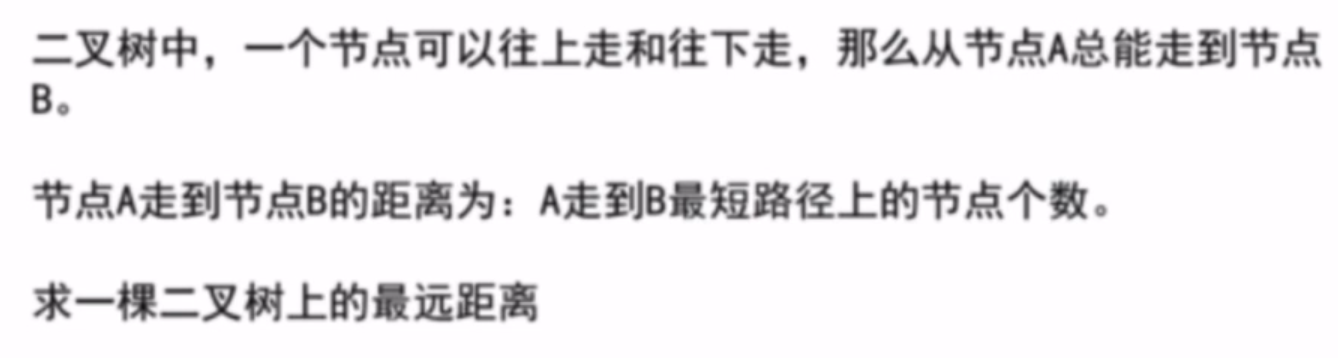 二叉树中，一个节点可以往上走和往下走，那么从节点A总能走到节点
B。
节点A走到节点B的距离为：A走到B最短路径上的节点个数。
求一棵二叉树上的最远距离